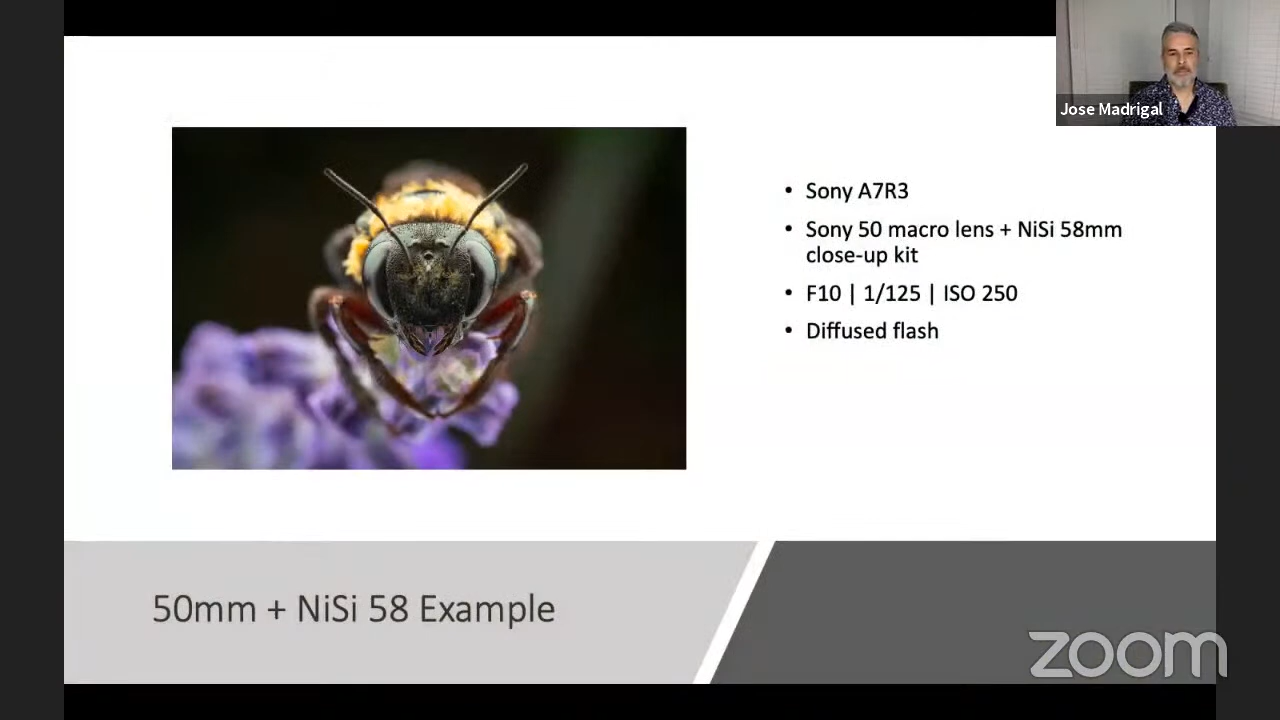 Jose Madrigal
• Sony A7R3
• Sony 50 macro lens + NiSi 58mm
close-up kit
• F10 | 1/125 | ISO 250
• Diffused flash
50mm + NiSi 58 Example
zoom